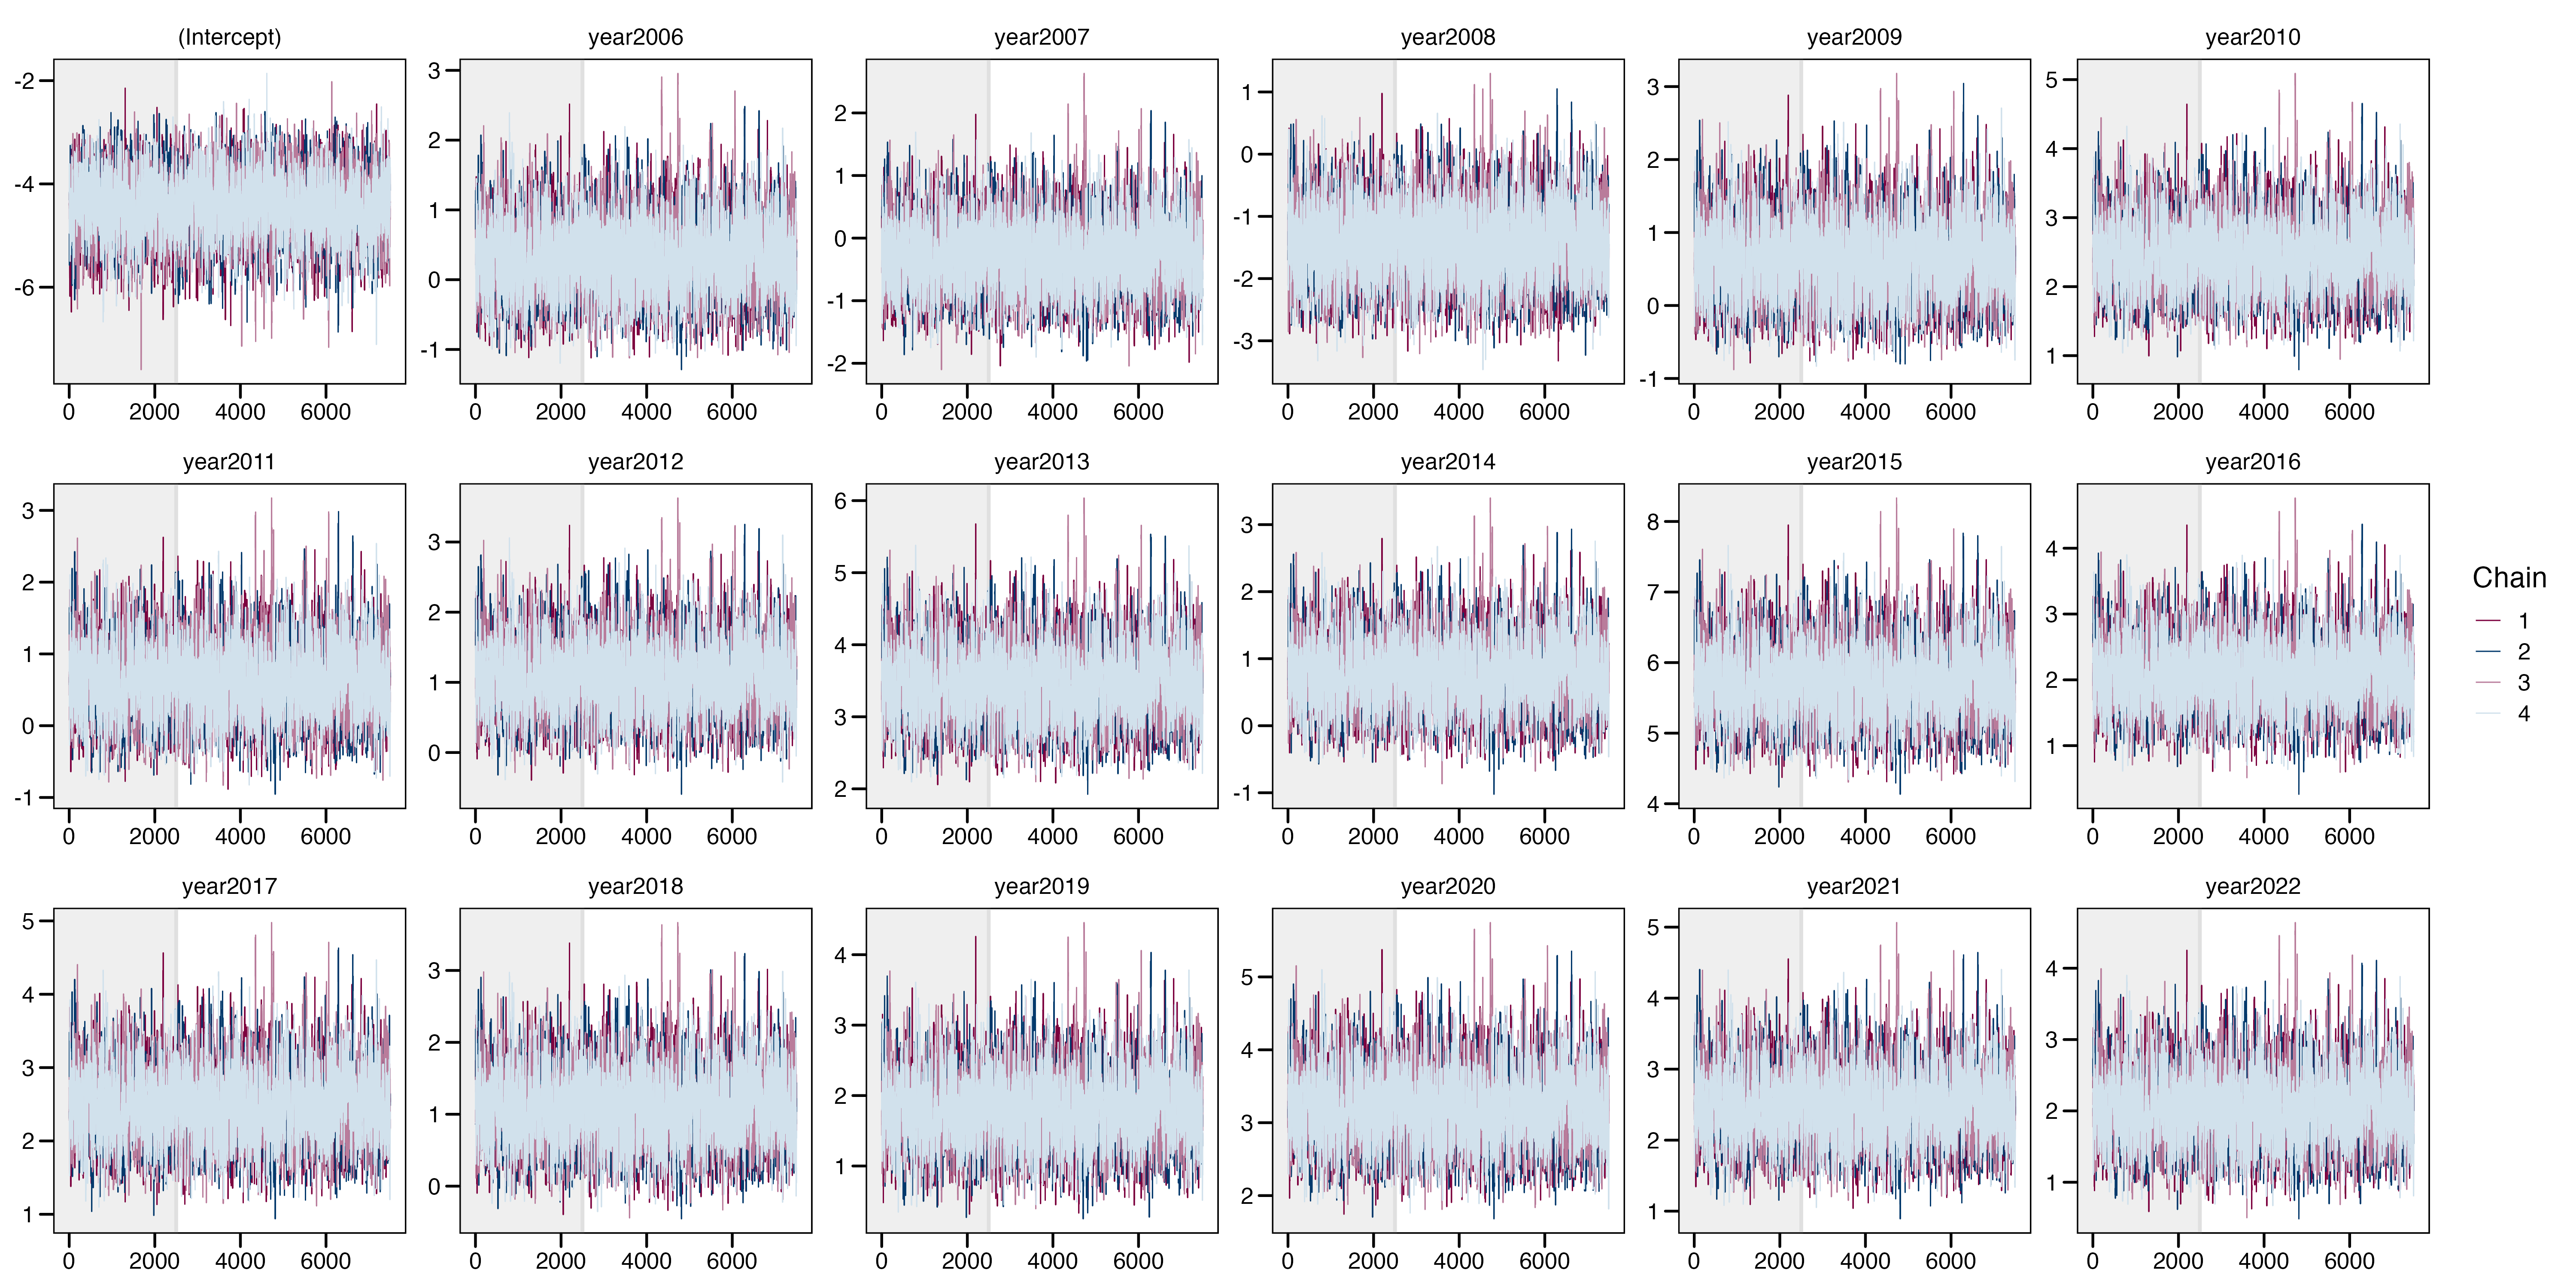 (Intercept) year2006 year2007 year2008 year2009 year2010
-2 3 2 1 3 5
-4 2 1 0 2 4
-6 1 0 -1 1 3
0 -1 -2 0 2
-1 -2 -3 -1 1
0 2000 4000 6000 0 2000 4000 6000 0 2000 4000 6000 0 2000 4000 6000 0 2000 4000 6000 0 2000 4000 6000
year2011 year2012 year2013 year2014 year2015 year2016
3 3 6 3 8 4
2 2 5 2 7 3
1 1 4 1 6 2
0 0 3 0 5 1
-1 2 -1 4
0 2000 4000 6000 0 2000 4000 6000 0 2000 4000 6000 0 2000 4000 6000 0 2000 4000 6000 0 2000 4000 6000
Chain
1
2
3
4
year2017 year2018 year2019 year2020 year2021 year2022
5 3 4 5 5 4
4 2 3 4 4 3
3 1 2 3 3 2
2 0 1 2 2 1
1 1
0 2000 4000 6000 0 2000 4000 6000 0 2000 4000 6000 0 2000 4000 6000 0 2000 4000 6000 0 2000 4000 6000